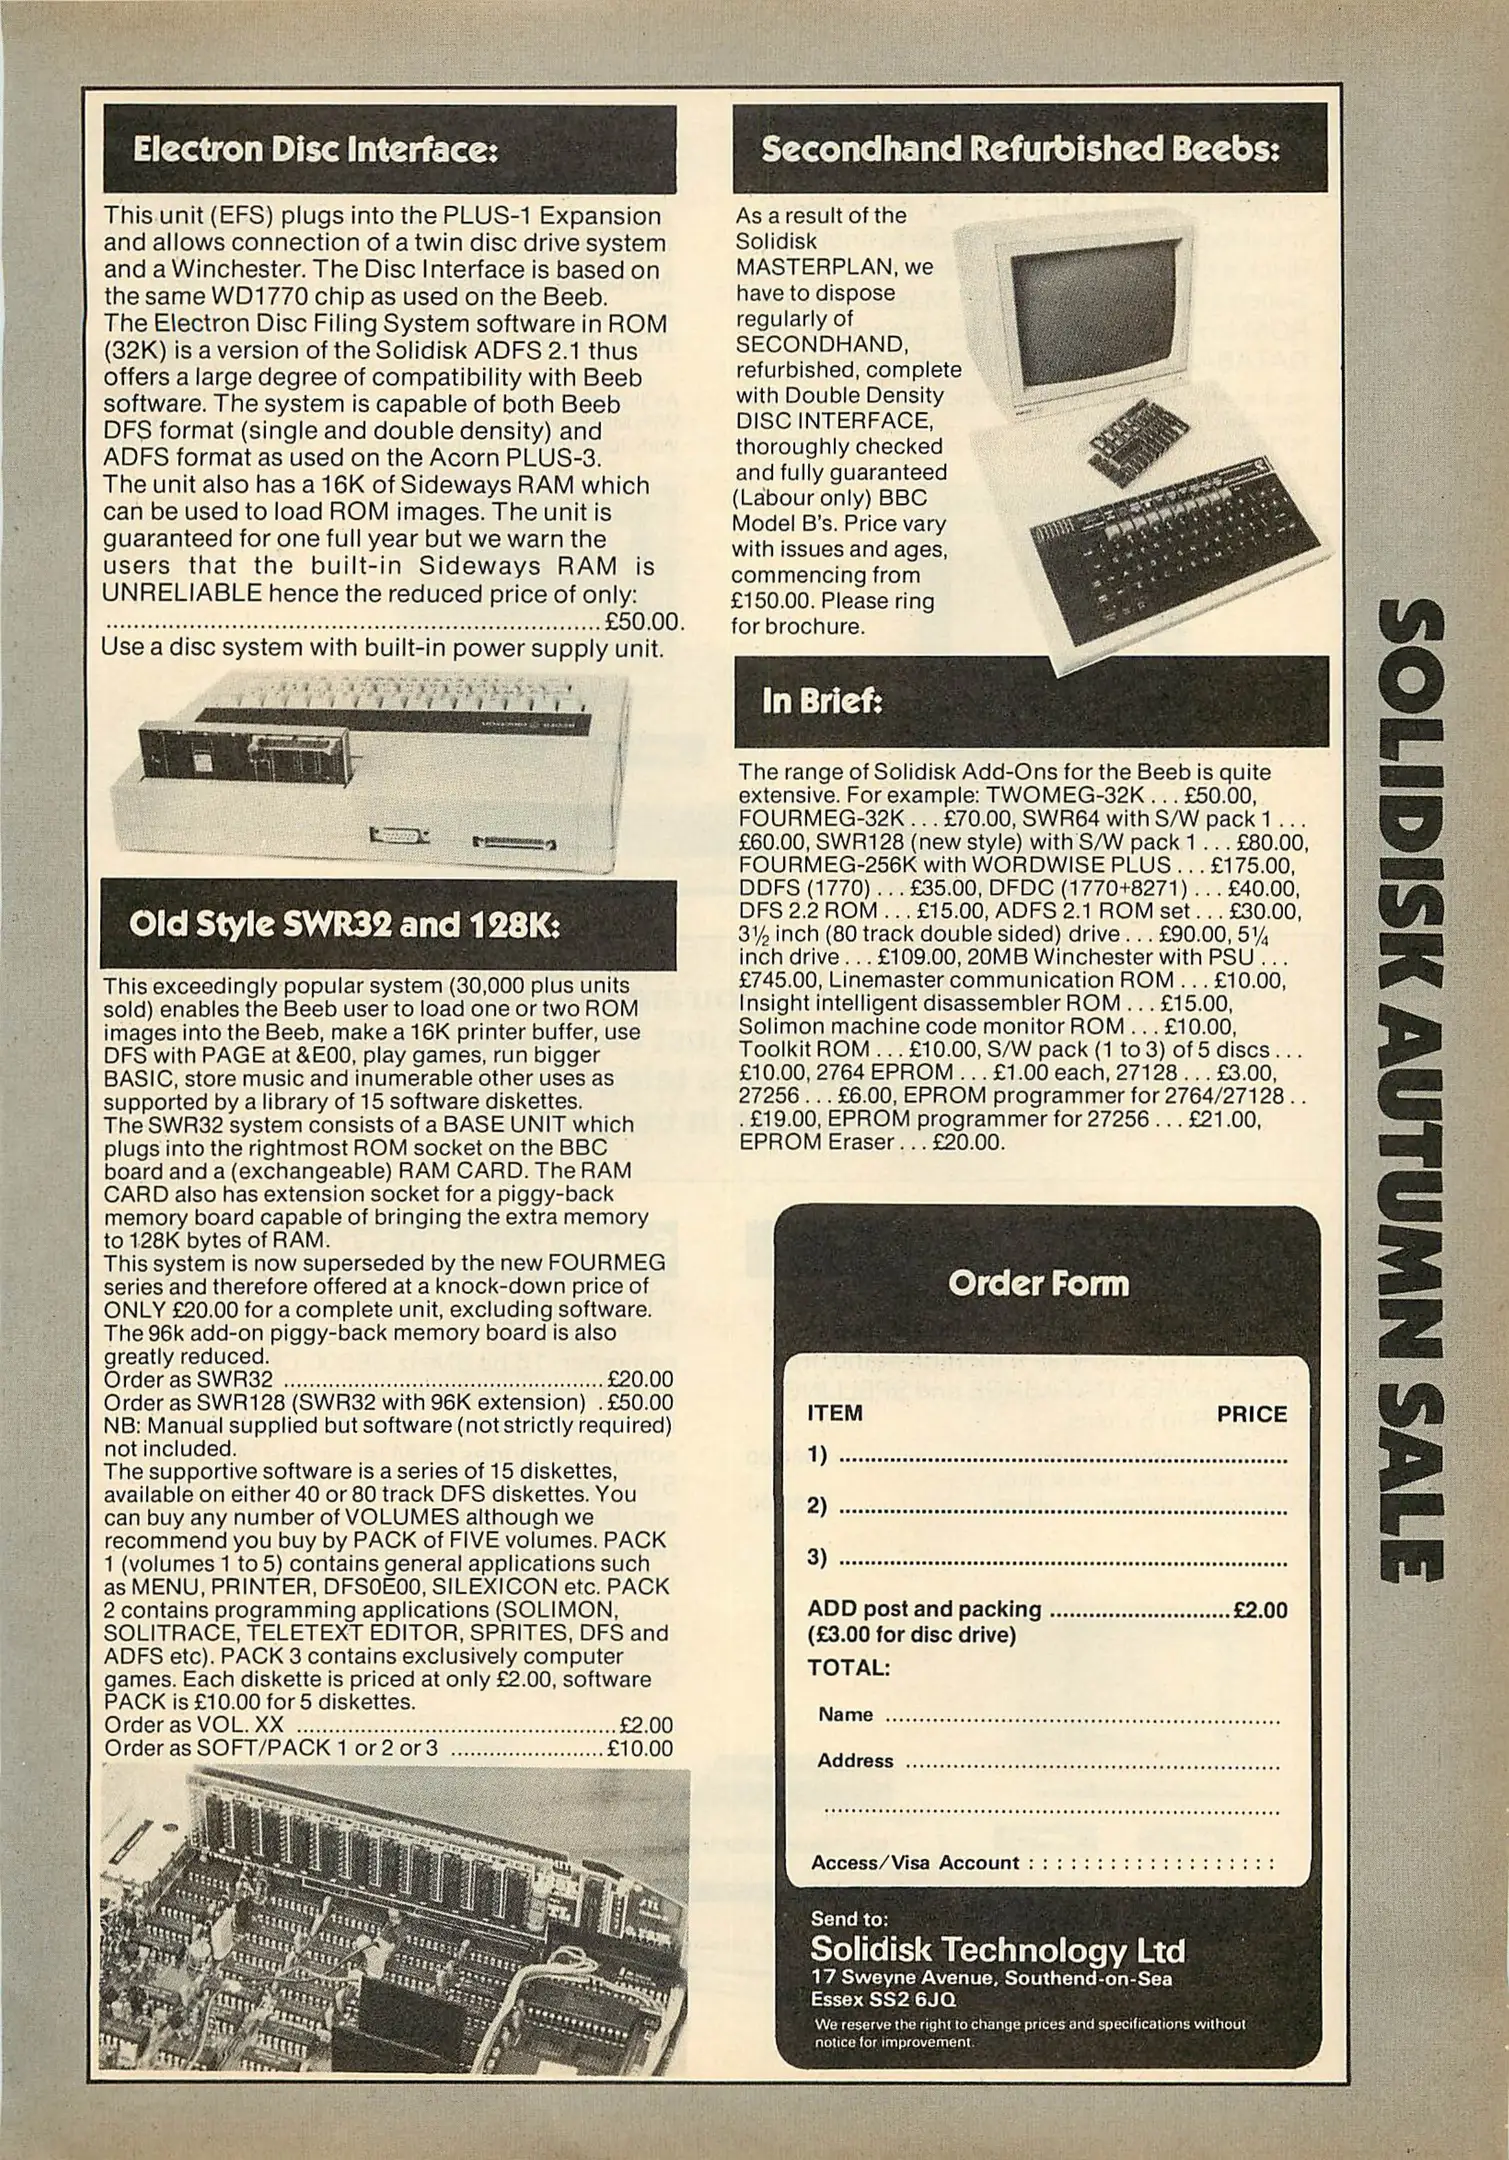 Electron Disc Interface:
This unit (EFS) plugs into the PLUS-1 Expansion
and allows connection of a twin disc drive system
and a Winchester. The Disc Interface is based on
the same WD1770 chip as used on the Beeb.
The Electron Disc Filing System software in ROM
(32K) is a version of the Solidisk ADFS 2.1 thus
offers a large degree of compatibility with Beeb
software. The system is capable of both Beeb
DFS format (single and double density) and
ADFS format as used on the Acorn PLUS-3.
The unit also has a 16K of Sideways RAM which
can be used to load ROM images. The unit is
guaranteed for one full year but we warn the
users that the built-in Sideways RAM is
UNRELIABLE hence the reduced price of only:
........................................................................ £50.00.
Use a disc system with built-in power supply unit.
Old Style SWR32 and 128K:
This exceedingly popular system (30,000 plus units
sold) enables the Beeb user to load one or two ROM
images into the Beeb, make a 16K printer buffer, use
DFS with PAGE at &E00, play games, run bigger
BASIC, store music and inumerable other uses as
supported by a library of 15 software diskettes.
The SWR32 system consists of a BASE UNIT which
plugs into the rightmost ROM socket on the BBC
board and a (exchangeable) RAM CARD. The RAM
CARD also has extension socket for a piggy-back
memory board capable of bringing the extra memory
to 128K bytes of RAM.
This system is now superseded by the new FOURMEG
series and therefore offered at a knock-down price of
ONLY £20.00 for a complete unit, excluding software.
The 96k add-on piggy-back memory board is also
greatly reduced.
Order as SWR32 ................................................. £20.00
Order as SWR128 (SWR32 with 96K extension) . £50.00
NB: Manual supplied but software (not strictly required)
not included.
The supportive software is a series of 15 diskettes,
available on either 40 or 80 track DFS diskettes. You
can buy any number of VOLUMES although we
recommend you buy by PACK of FIVE volumes. PACK
1 (volumes 1 to 5) contains general applications such
as MENU, PRINTER, DFS0E00, SILEXICON etc. PACK
2 contains programming applications (SOLIMON,
SOLITRACE, TELETEXT EDITOR, SPRITES, DFS and
ADFS etc). PACK 3 contains exclusively computer
games. Each diskette is priced at only £2.00, software
PACK is £10.00 for 5 diskettes.
Order as VOL. XX ................................................. £2.00
Order as SOFT/PACK 1 or 2 or 3 ........................ £10.00
Secondhand Refurbished Beebs:
As a result of the
Solidisk
MASTERPLAN, we
have to dispose
regularly of
SECONDHAND,
refurbished, complete
with Double Density
DISC INTERFACE,
thoroughly checked
and fully guaranteed
(Labour only) BBC
Model B's. Price vary
with issues and ages,
commencing from
£150.00. Please ring
for brochure.
In Brief:
The range of Solidisk Add-Ons for the Beeb is quite
extensive. For example: TWOMEG-32K . . . £50.00,
FOURMEG-32K . . . £70.00, SWR64 with S/W pack 1 . . .
£60.00, SWR128 (new style) with S/W pack 1 . . . £80.00,
FOURMEG-256K with WORDWISE PLUS . . . £175.00,
DDFS (1770) . . . £35.00, DFDC (1770+8271) . . . £40.00,
DFS 2.2 ROM . . . £15.00, ADFS 2.1 ROM set . . . £30.00,
3½ inch (80 track double sided) drive . . . £90.00, 5¼
inch drive . . . £109.00, 20MB Winchester with PSU . . .
£745.00, Linemaster communication ROM . . . £10.00,
Insight intelligent disassembler ROM . . . £15.00,
Solimon machine code monitor ROM . . . £10.00,
Toolkit ROM . . . £10.00, S/W pack (1 to 3) of 5 discs . . .
£10.00, 2764 EPROM . . . £1.00 each, 27128 . . . £3.00,
27256 . . . £6.00, EPROM programmer for 2764/27128 . .
. £19.00, EPROM programmer for 27256 . . . £21.00,
EPROM Eraser . . . £20.00.
Order Form
ITEM PRICE
1) ................................................................
2) ................................................................
3) ................................................................
ADD post and packing ............................ £2.00
(£3.00 for disc drive)
TOTAL:
Name ...........................................................
Address ........................................................
....................................................................
Access/Visa Account : : : : : : : : : : : : : : : : : : :
Send to:
Solidisk Technology Ltd
17 Sweyne Avenue, Southend-on-Sea
Essex SS2 6JQ
We reserve the right to change prices and specifications without
notice for improvement.
SOLIDISK AUTUMN SALE